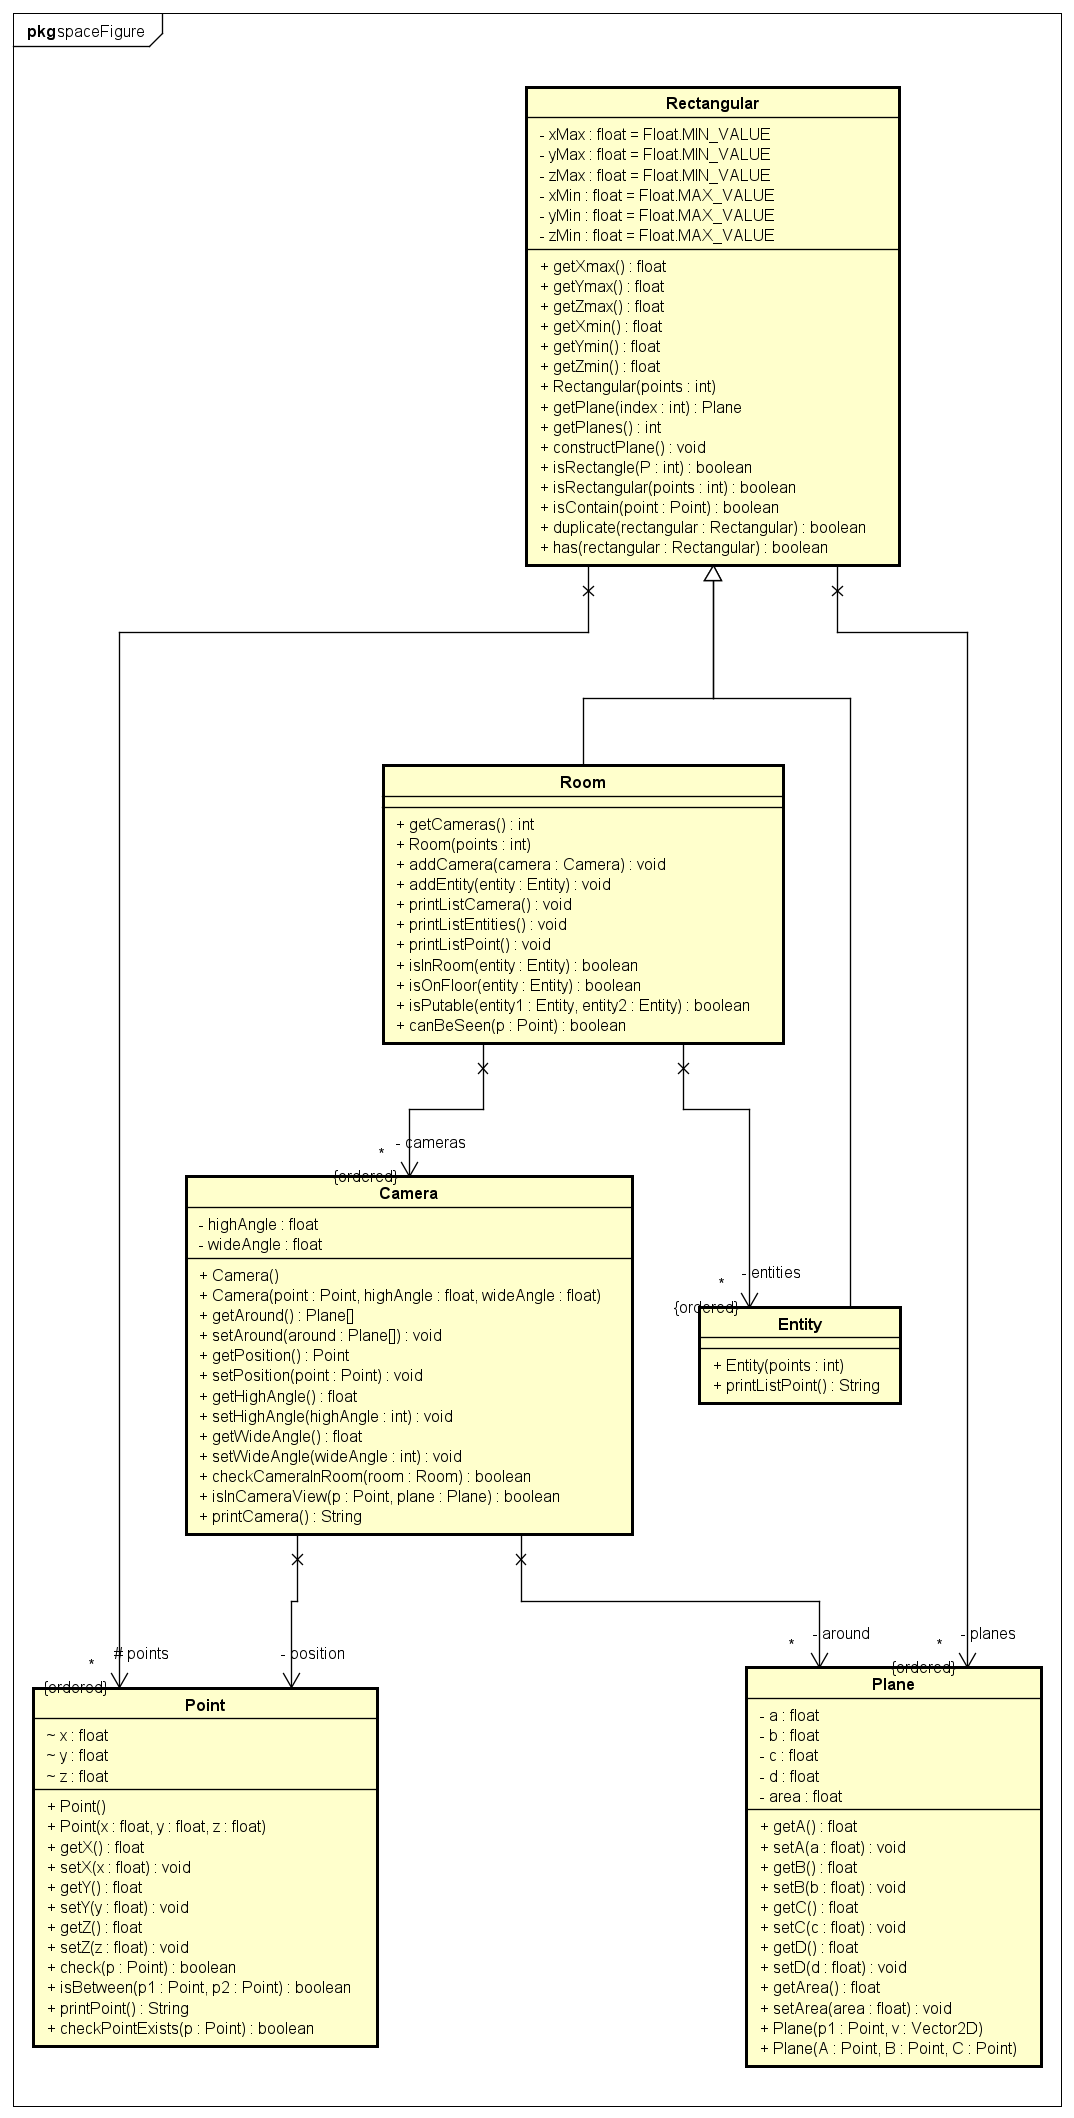 pkg spaceFigure
Rectangular
- xMax : float = Float.MIN_VALUE
- yMax : float = Float.MIN_VALUE
- zMax : float = Float.MIN_VALUE
- xMin : float = Float.MAX_VALUE
- yMin : float = Float.MAX_VALUE
- zMin : float = Float.MAX_VALUE
+ getXmax() : float
+ getYmax() : float
+ getZmax() : float
+ getXmin() : float
+ getYmin() : float
+ getZmin() : float
+ Rectangular(points : int)
+ getPlane(index : int) : Plane
+ getPlanes() : int
+ constructPlane() : void
+ isRectangle(P : int) : boolean
+ isRectangular(points : int) : boolean
+ isContain(point : Point) : boolean
+ duplicate(rectangular : Rectangular) : boolean
+ has(rectangular : Rectangular) : boolean
Room
+ getCameras() : int
+ Room(points : int)
+ addCamera(camera : Camera) : void
+ addEntity(entity : Entity) : void
+ printListCamera() : void
+ printListEntities() : void
+ printListPoint() : void
+ isInRoom(entity : Entity) : boolean
+ isOnFloor(entity : Entity) : boolean
+ isPutable(entity1 : Entity, entity2 : Entity) : boolean
+ canBeSeen(p : Point) : boolean
- cameras
*
{ordered}
Camera
- highAngle : float
- wideAngle : float
+ Camera()
+ Camera(point : Point, highAngle : float, wideAngle : float)
+ getAround() : Plane[]
+ setAround(around : Plane[]) : void
+ getPosition() : Point
+ setPosition(point : Point) : void
+ getHighAngle() : float
+ setHighAngle(highAngle : int) : void
+ getWideAngle() : float
+ setWideAngle(wideAngle : int) : void
+ checkCameraInRoom(room : Room) : boolean
+ isInCameraView(p : Point, plane : Plane) : boolean
+ printCamera() : String
- entities
*
{ordered}
Entity
+ Entity(points : int)
+ printListPoint() : String
# points
*
{ordered}
- position
Point
~ x : float
~ y : float
~ z : float
+ Point()
+ Point(x : float, y : float, z : float)
+ getX() : float
+ setX(x : float) : void
+ getY() : float
+ setY(y : float) : void
+ getZ() : float
+ setZ(z : float) : void
+ check(p : Point) : boolean
+ isBetween(p1 : Point, p2 : Point) : boolean
+ printPoint() : String
+ checkPointExists(p : Point) : boolean
- around
*
- planes
*
{ordered}
Plane
- a : float
- b : float
- c : float
- d : float
- area : float
+ getA() : float
+ setA(a : float) : void
+ getB() : float
+ setB(b : float) : void
+ getC() : float
+ setC(c : float) : void
+ getD() : float
+ setD(d : float) : void
+ getArea() : float
+ setArea(area : float) : void
+ Plane(p1 : Point, v : Vector2D)
+ Plane(A : Point, B : Point, C : Point)